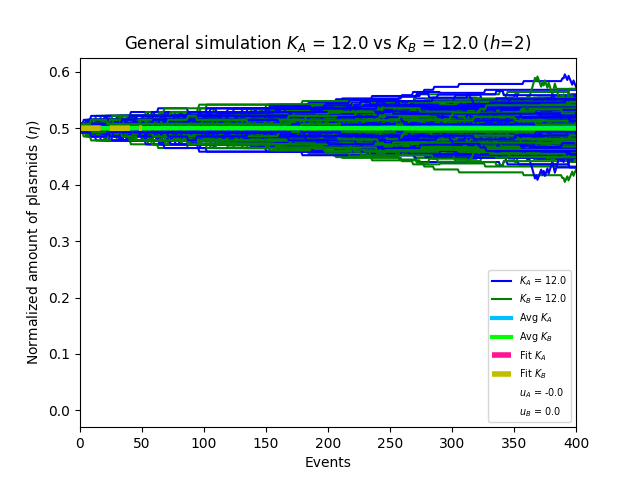 General simulation K_A = 12.0 vs K_B = 12.0 (h=2)
Normalized amount of plasmids (η)
0.6
0.5
0.4
0.3
0.2
0.1
0.0
K_A = 12.0
K_B = 12.0
Avg K_A
Avg K_B
Fit K_A
Fit K_B
u_A = -0.0
u_B = 0.0
0 50 100 150 200 250 300 350 400
Events